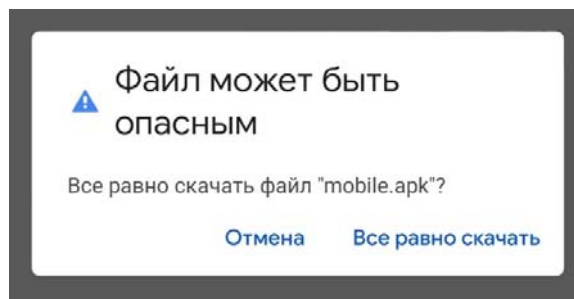 Файл может быть
опасным
Все равно скачать файл "mobile.apk"?
Отмена Все равно скачать